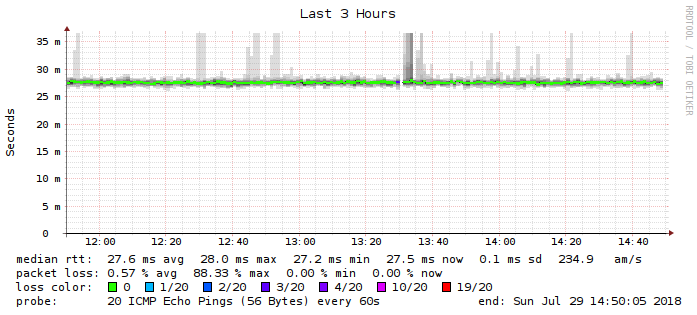 Last 3 Hours
RRDTOOL / TOBI OETIKER
Seconds
35 m
30 m
25 m
20 m
15 m
10 m
5 m
0
12:00 12:20 12:40 13:00 13:20 13:40 14:00 14:20 14:40
median rtt: 27.6 ms avg 28.0 ms max 27.2 ms min 27.5 ms now 0.1 ms sd 234.9 am/s
packet loss: 0.57 % avg 88.33 % max 0.00 % min 0.00 % now
loss color: 0 1/20 2/20 3/20 4/20 10/20 19/20
probe: 20 ICMP Echo Pings (56 Bytes) every 60s end: Sun Jul 29 14:50:05 2018